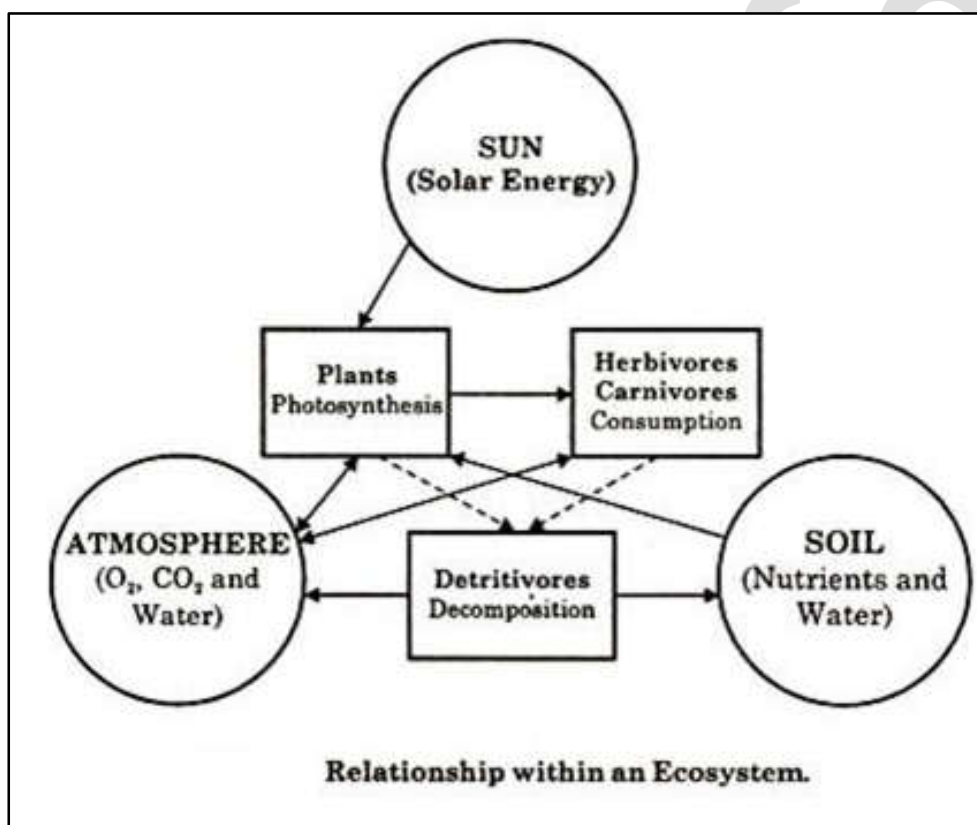 SUN
(Solar Energy)
Plants
Photosynthesis
Herbivores
Carnivores
Consumption
ATMOSPHERE
(O₂, CO₂ and
Water)
Detritivores
Decomposition
SOIL
(Nutrients and
Water)
Relationship within an Ecosystem.